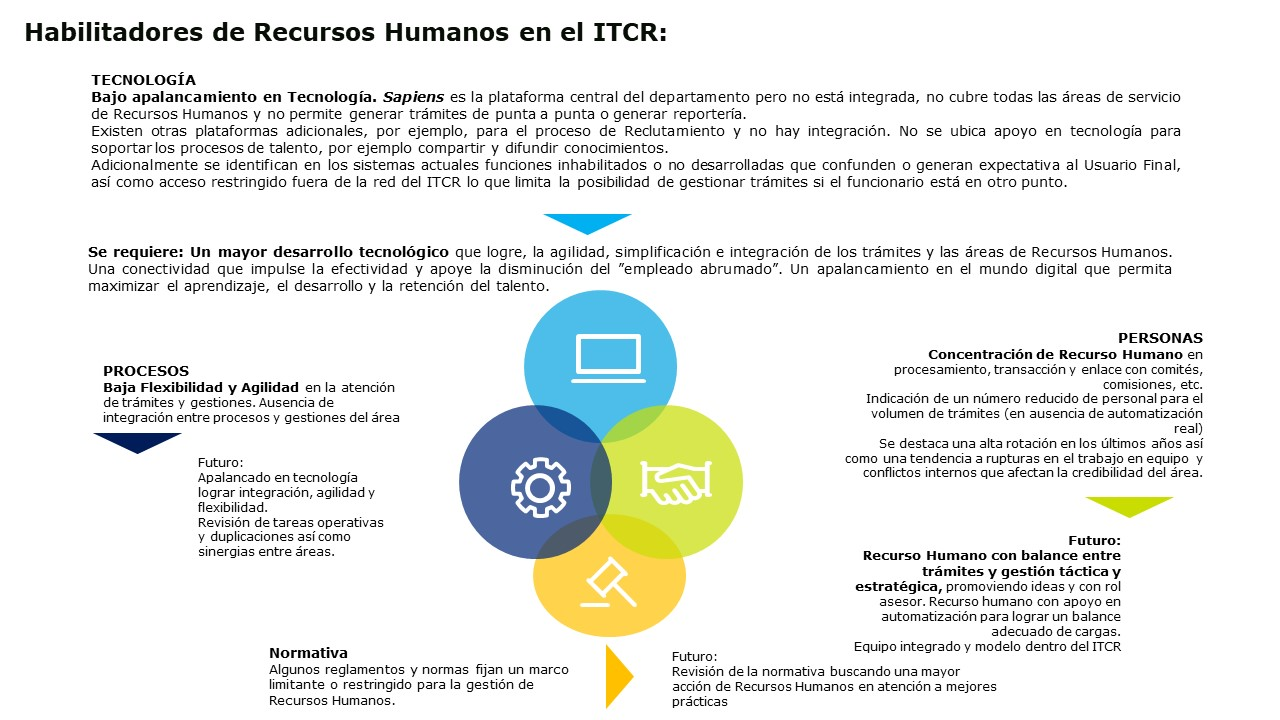 Habilitadores de Recursos Humanos en el ITCR:
TECNOLOGÍA
Bajo apalancamiento en Tecnología. Sapiens es la plataforma central del departamento pero no está integrada, no cubre todas las áreas de servicio
de Recursos Humanos y no permite generar trámites de punta a punta o generar reportería.
Existen otras plataformas adicionales, por ejemplo, para el proceso de Reclutamiento y no hay integración. No se ubica apoyo en tecnología para
soportar los procesos de talento, por ejemplo compartir y difundir conocimientos.
Adicionalmente se identifican en los sistemas actuales funciones inhabilitados o no desarrolladas que confunden o generan expectativa al Usuario Final,
así como acceso restringido fuera de la red del ITCR lo que limita la posibilidad de gestionar trámites si el funcionario está en otro punto.
Se requiere: Un mayor desarrollo tecnológico que logre, la agilidad, simplificación e integración de los trámites y las áreas de Recursos Humanos.
Una conectividad que impulse la efectividad y apoye la disminución del ”empleado abrumado”. Un apalancamiento en el mundo digital que permita
maximizar el aprendizaje, el desarrollo y la retención del talento.
PROCESOS
Baja Flexibilidad y Agilidad en la atención
de trámites y gestiones. Ausencia de
integración entre procesos y gestiones del área
Futuro:
Apalancado en tecnología
lograr integración, agilidad y
flexibilidad.
Revisión de tareas operativas
y duplicaciones así como
sinergias entre áreas.
PERSONAS
Concentración de Recurso Humano en
procesamiento, transacción y enlace con comités,
comisiones, etc.
Indicación de un número reducido de personal para el
volumen de trámites (en ausencia de automatización
real)
Se destaca una alta rotación en los últimos años así
como una tendencia a rupturas en el trabajo en equipo y
conflictos internos que afectan la credibilidad del área.
Futuro:
Recurso Humano con balance entre
trámites y gestión táctica y
estratégica, promoviendo ideas y con rol
asesor. Recurso humano con apoyo en
automatización para lograr un balance
adecuado de cargas.
Equipo integrado y modelo dentro del ITCR
Normativa
Algunos reglamentos y normas fijan un marco
limitante o restringido para la gestión de
Recursos Humanos.
Futuro:
Revisión de la normativa buscando una mayor
acción de Recursos Humanos en atención a mejores
prácticas